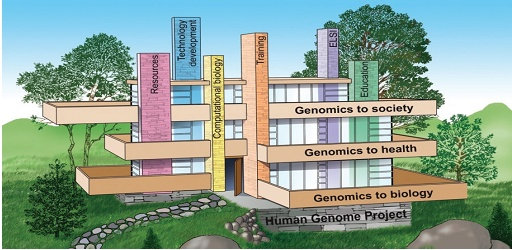 Resources
Technology
development
Computational biology
Training
ELSI
Education
Genomics to society
Genomics to health
Genomics to biology
Human Genome Project